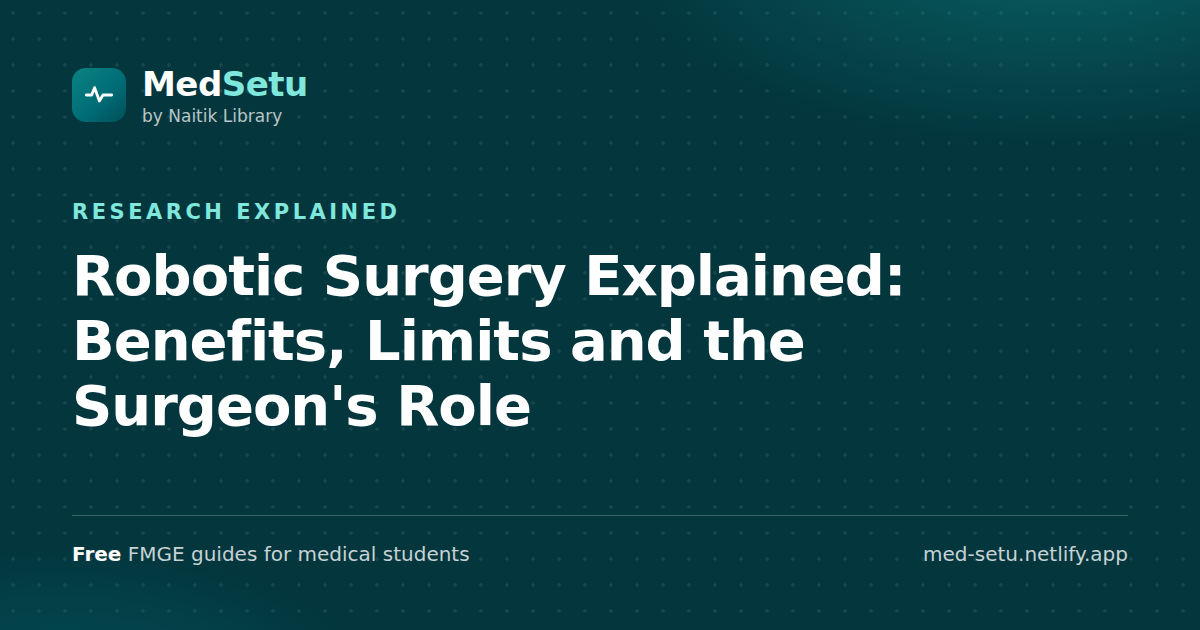 MedSetu
by Naitik Library
RESEARCH EXPLAINED
Robotic Surgery Explained:
Benefits, Limits and the
Surgeon's Role
Free FMGE guides for medical students
med-setu.netlify.app